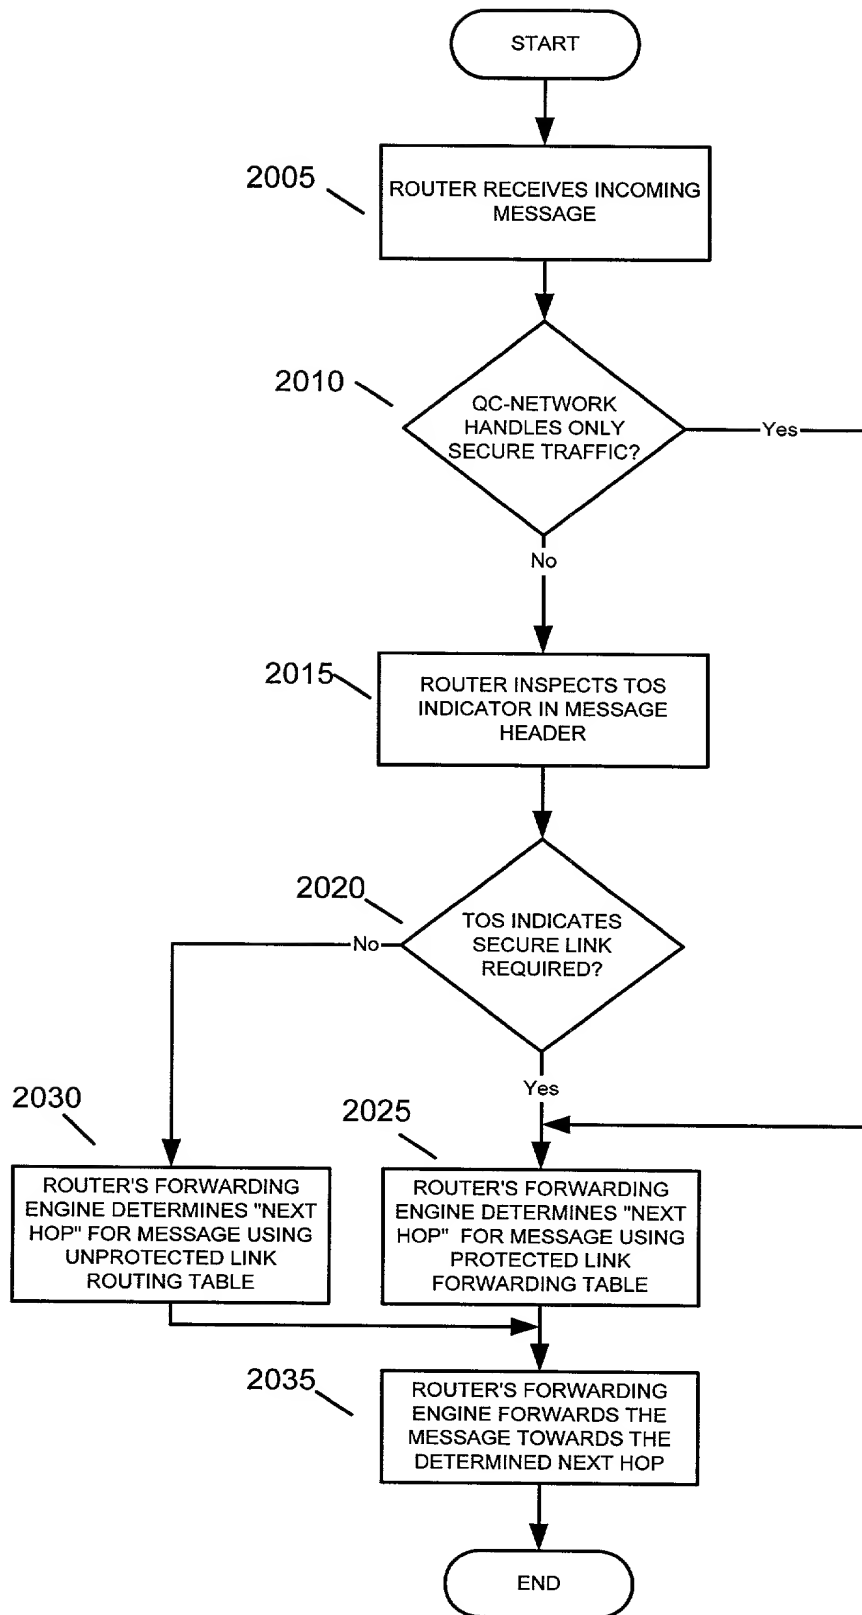 START
2005
ROUTER RECEIVES INCOMING
MESSAGE
2010
QC-NETWORK
HANDLES ONLY
SECURE TRAFFIC?
Yes
No
2015
ROUTER INSPECTS TOS
INDICATOR IN MESSAGE
HEADER
2020
TOS INDICATES
SECURE LINK
REQUIRED?
No
Yes
2030
ROUTER'S FORWARDING
ENGINE DETERMINES "NEXT
HOP" FOR MESSAGE USING
UNPROTECTED LINK
ROUTING TABLE
2025
ROUTER'S FORWARDING
ENGINE DETERMINES "NEXT
HOP" FOR MESSAGE USING
PROTECTED LINK
FORWARDING TABLE
2035
ROUTER'S FORWARDING
ENGINE FORWARDS THE
MESSAGE TOWARDS THE
DETERMINED NEXT HOP
END